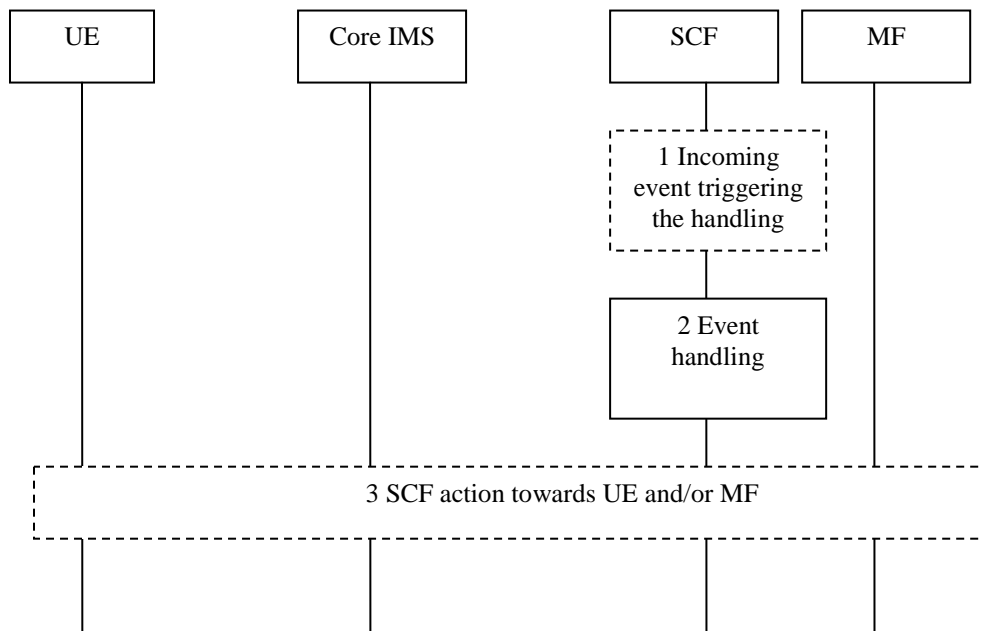 UE
Core IMS
SCF
MF
1 Incoming
event triggering
the handling
2 Event
handling
3 SCF action towards UE and/or MF